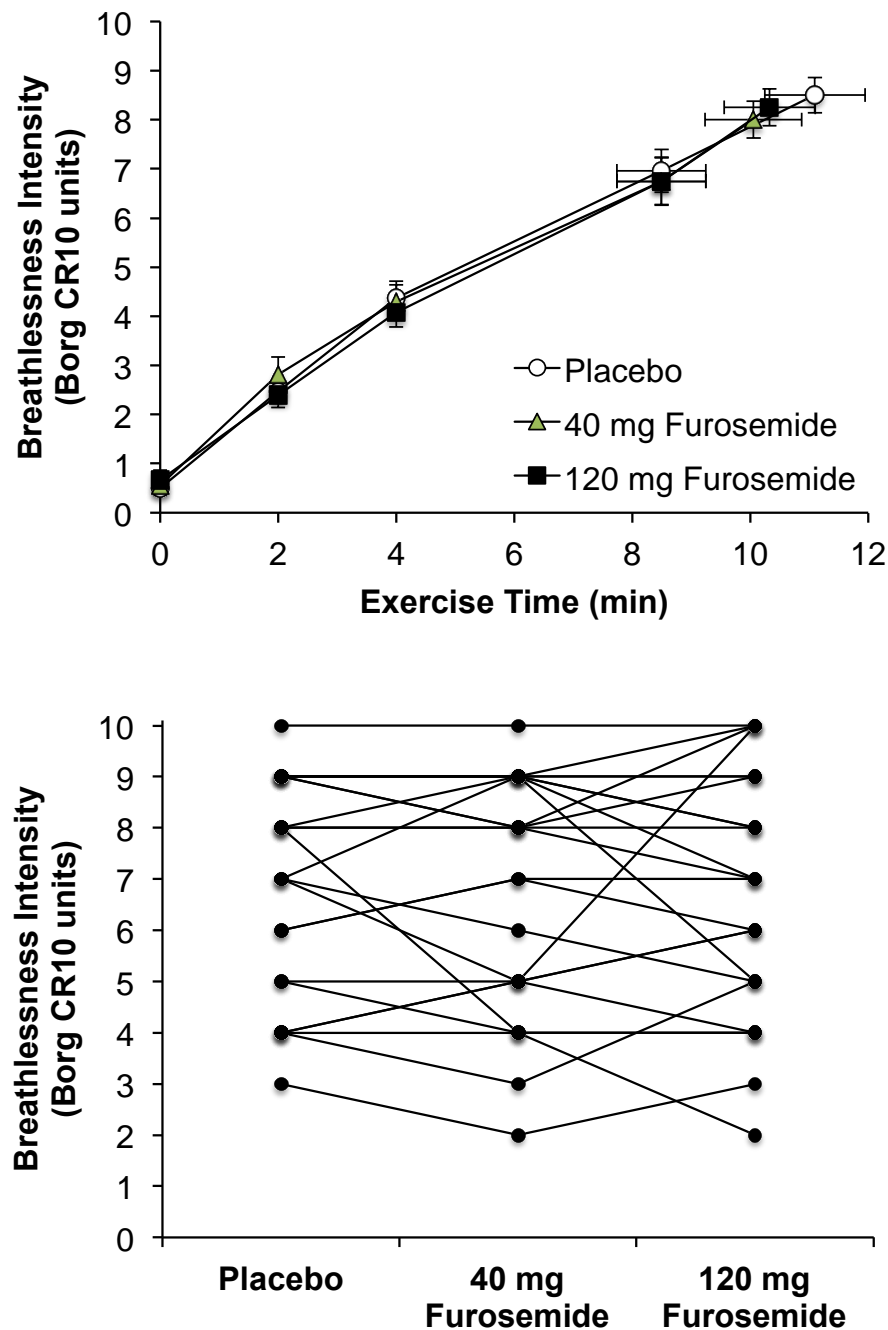 10
9
8
7
6
5
4
3
2
1
0
Breathlessness Intensity
(Borg CR10 units)
Placebo
40 mg Furosemide
120 mg Furosemide
0 2 4 6 8 10 12
Exercise Time (min)
10
9
8
7
6
5
4
3
2
1
0
Breathlessness Intensity
(Borg CR10 units)
Placebo
40 mg
Furosemide
120 mg
Furosemide